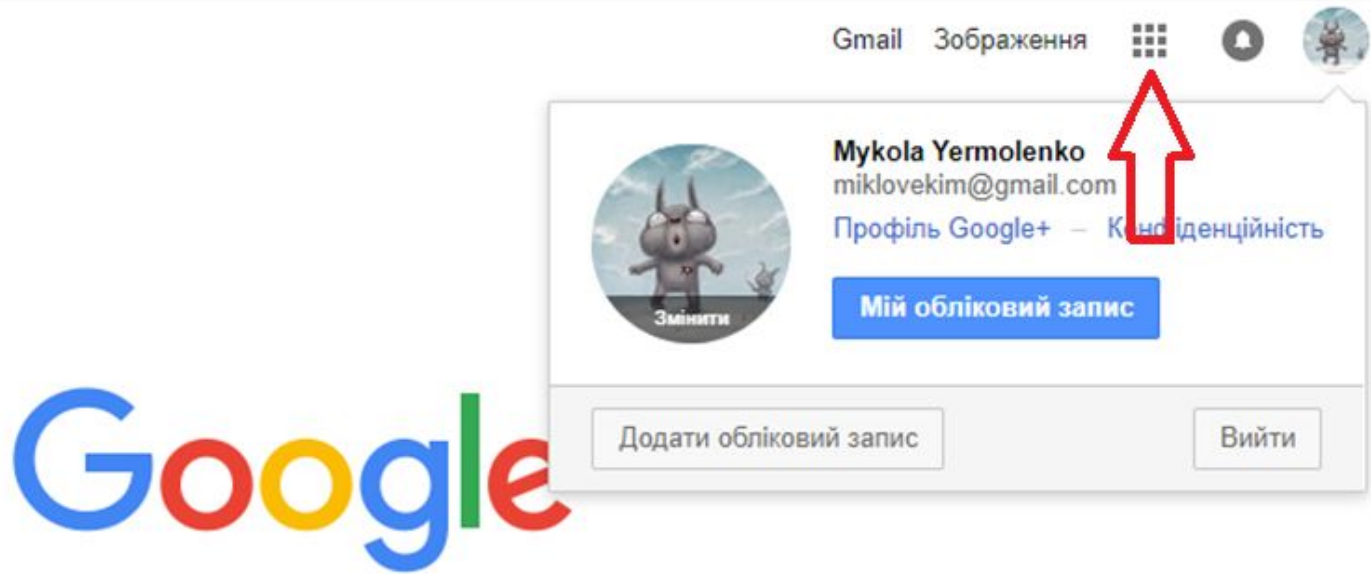 Gmail Зображення
Mykola Yermolenko
miklovekim@gmail.com
Профіль Google+ – Конфіденційність
Змінити
Мій обліковий запис
Google
Додати обліковий запис Вийти